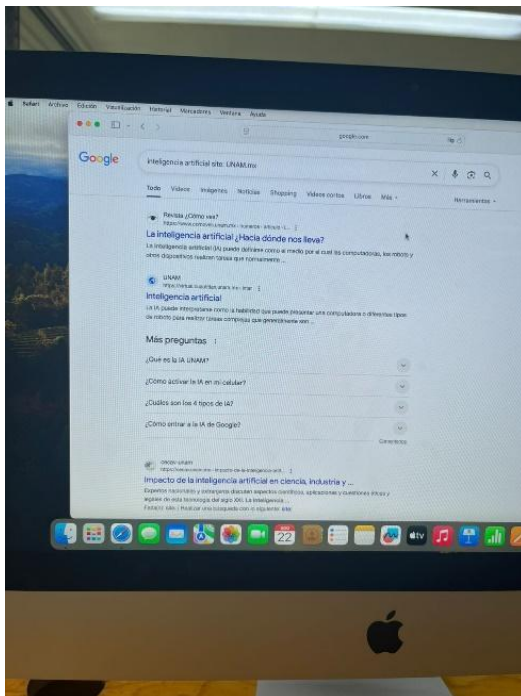 Safari Archivo Edición Visualización Historial Marcadores Ventana Ayuda
google.com
Google
inteligencia artificial site: UNAM.mx
Todo Videos Imágenes Noticias Shopping Videos cortos Libros Más
Herramientas
Revista ¿Cómo ves?
La inteligencia artificial ¿Hacia dónde nos lleva?
La inteligencia artificial (IA) puede definirse como el medio por el cual las computadoras, los robots y
otros dispositivos realizan tareas que normalmente ...
UNAM
Inteligencia artificial
La IA puede interpretarse como la habilidad que puede presentar una computadora o diferentes tipos
de robots para realizar tareas complejas que generalmente son ...
Más preguntas
¿Qué es la IA UNAM?
¿Cómo activar la IA en mi celular?
¿Cuáles son los 4 tipos de IA?
¿Cómo entrar a la IA de Google?
Comentarios
Impacto de la inteligencia artificial en ciencia, industria y ...
Expertos nacionales y extranjeros discuten aspectos científicos, aplicaciones y cuestiones éticas y
legales de esta tecnología del siglo XXI. La inteligencia ...
22
tv